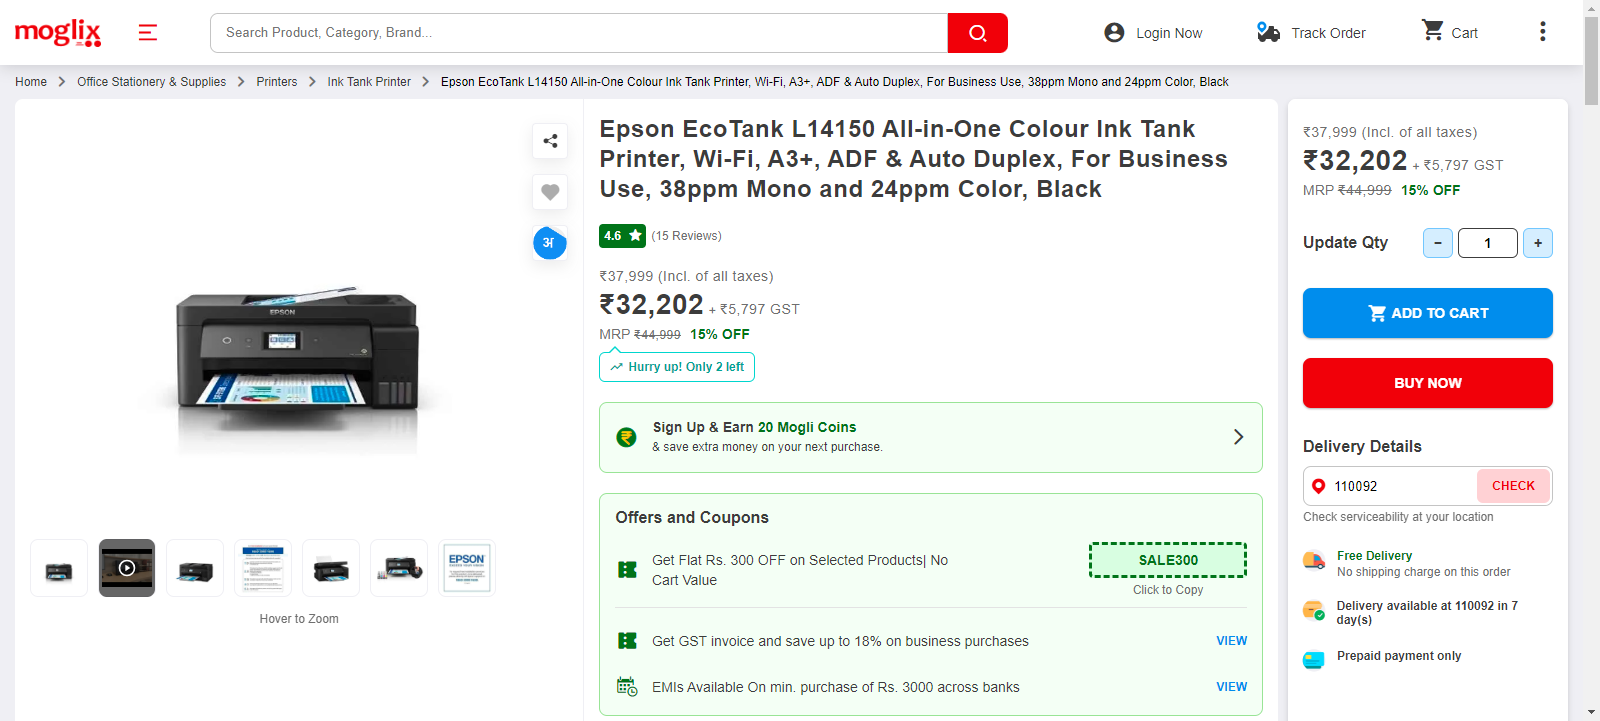 moglix
Search Product, Category, Brand...
Login Now
Track Order
Cart
Home
Office Stationery & Supplies
Printers
Ink Tank Printer
Epson EcoTank L14150 All-in-One Colour Ink Tank Printer, Wi-Fi, A3+, ADF & Auto Duplex, For Business Use, 38ppm Mono and 24ppm Color, Black
अ
EPSON
EPSON
Hover to Zoom
Epson EcoTank L14150 All-in-One Colour Ink Tank
Printer, Wi-Fi, A3+, ADF & Auto Duplex, For Business
Use, 38ppm Mono and 24ppm Color, Black
4.6
(15 Reviews)
₹37,999 (Incl. of all taxes)
₹32,202 + ₹5,797 GST
MRP ₹44,999 15% OFF
Hurry up! Only 2 left
Sign Up & Earn 20 Mogli Coins
& save extra money on your next purchase.
Offers and Coupons
Get Flat Rs. 300 OFF on Selected Products| No
Cart Value
SALE300
Click to Copy
Get GST invoice and save up to 18% on business purchases
VIEW
EMIs Available On min. purchase of Rs. 3000 across banks
VIEW
₹37,999 (Incl. of all taxes)
₹32,202 + ₹5,797 GST
MRP ₹44,999 15% OFF
Update Qty
-
1
+
ADD TO CART
BUY NOW
Delivery Details
110092
CHECK
Check serviceability at your location
Free Delivery
No shipping charge on this order
Delivery available at 110092 in 7
day(s)
Prepaid payment only